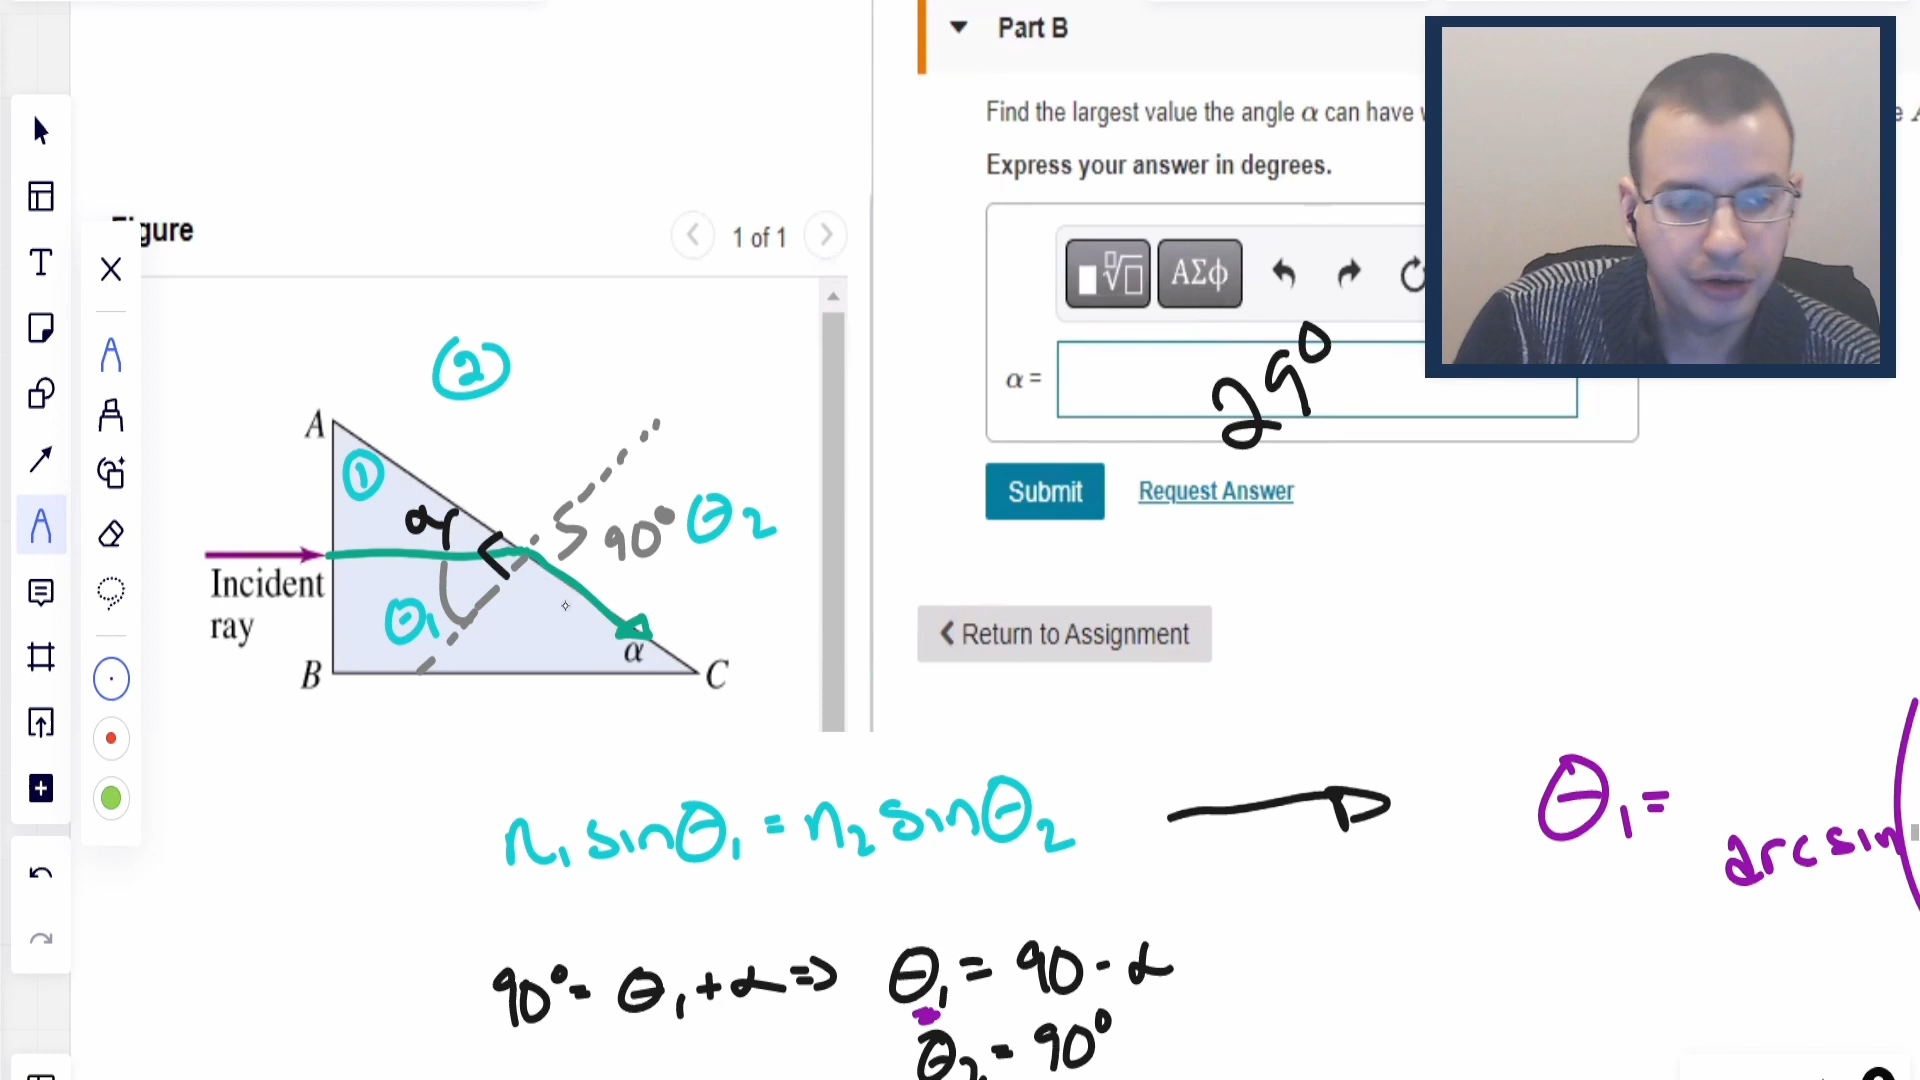 Part B
Find the largest value the angle α can have
Express your answer in degrees.
ΑΣϕ
α =
29°
Submit
Request Answer
Return to Assignment
Figure
1 of 1
T
②
A
①
α
90° θ2
Incident
ray
θ1
α
B
C
n1 sinθ1 = n2 sinθ2
θ1 =
arcsin(
90° = θ1 + α ⇒ θ1 = 90 - α
θ2 = 90°